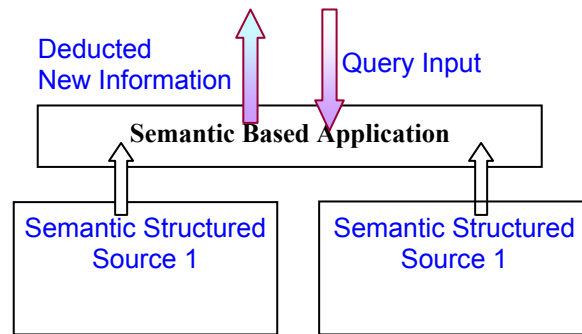 Deducted
New Information
Query Input
Semantic Based Application
Semantic Structured
Source 1
Semantic Structured
Source 1